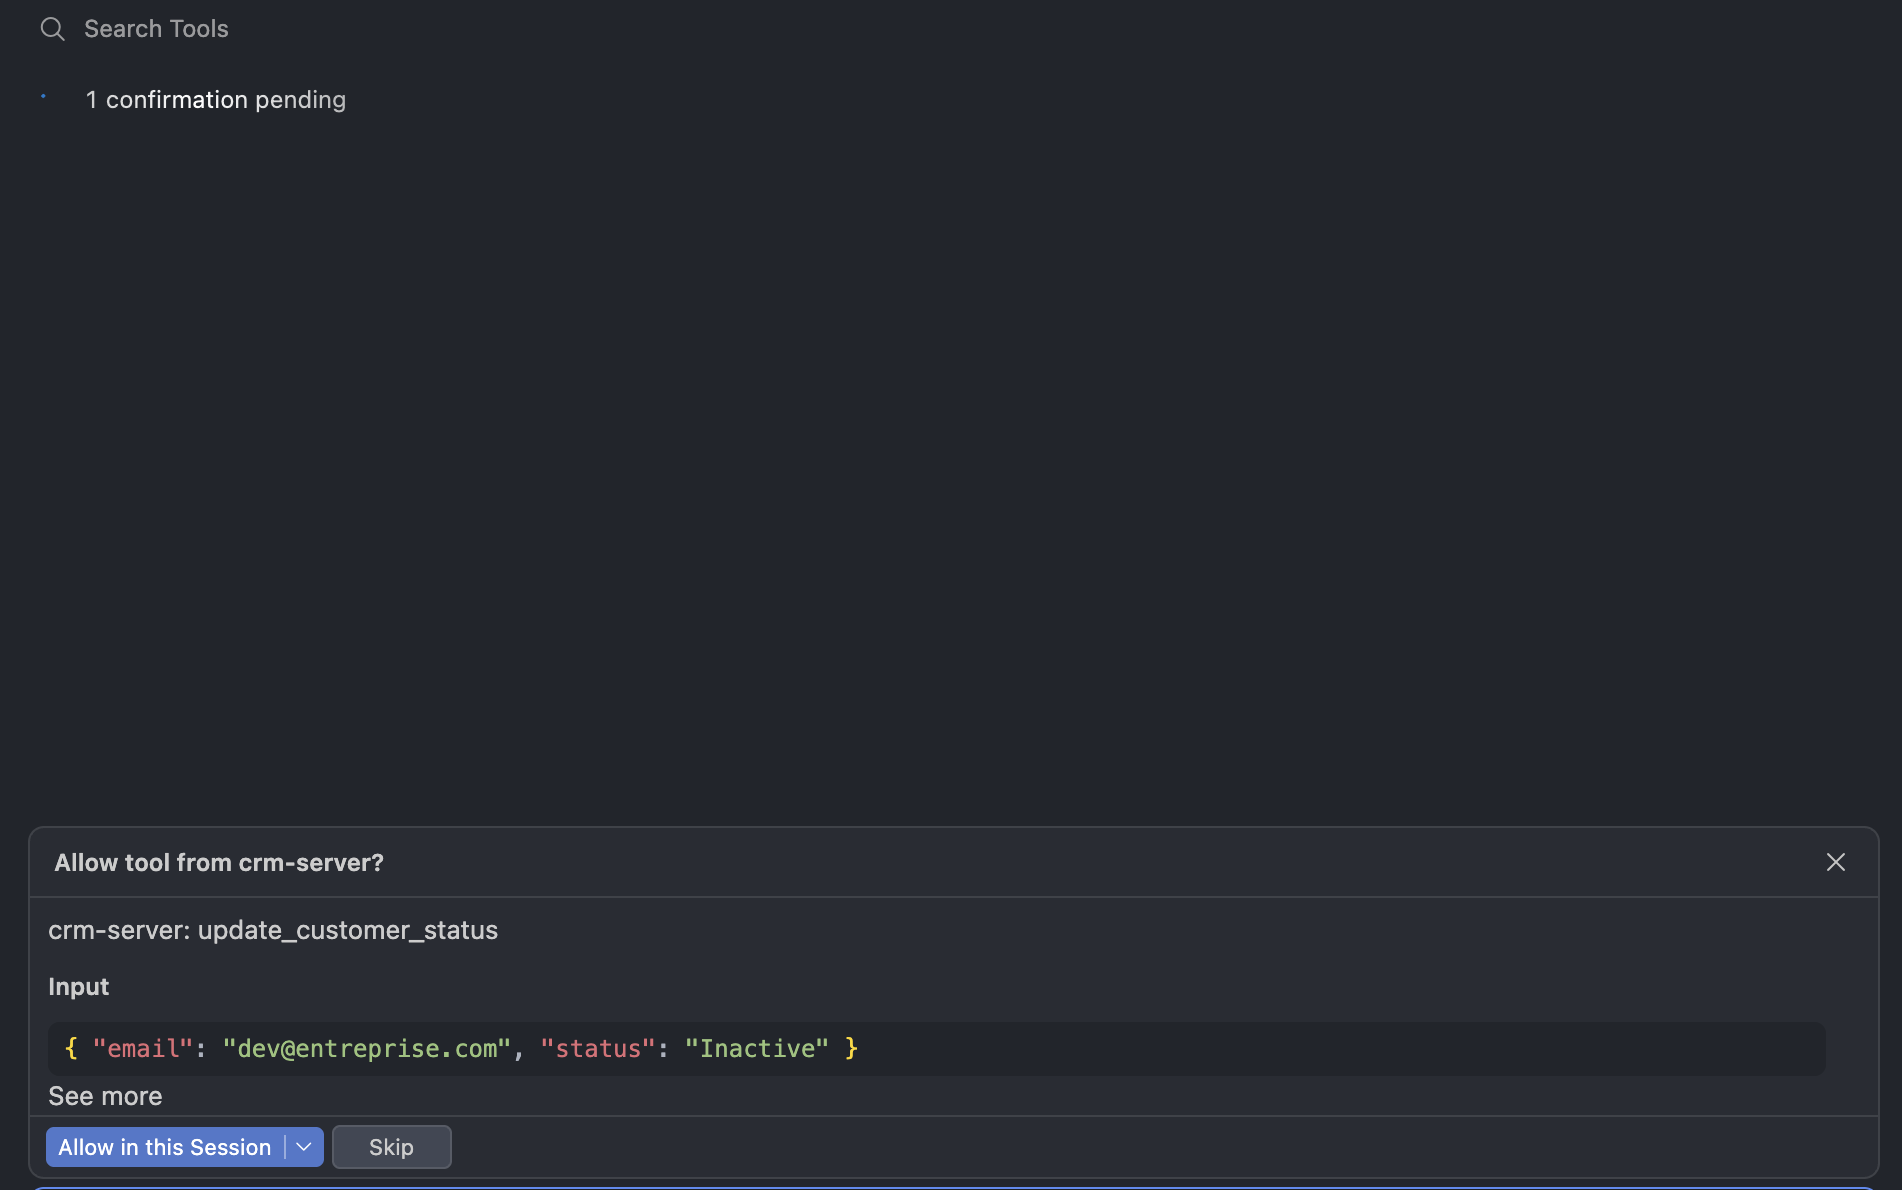 Search Tools
1 confirmation pending
Allow tool from crm-server?
crm-server: update_customer_status
Input
{ "email": "dev@entreprise.com", "status": "Inactive" }
See more
Allow in this Session
Skip